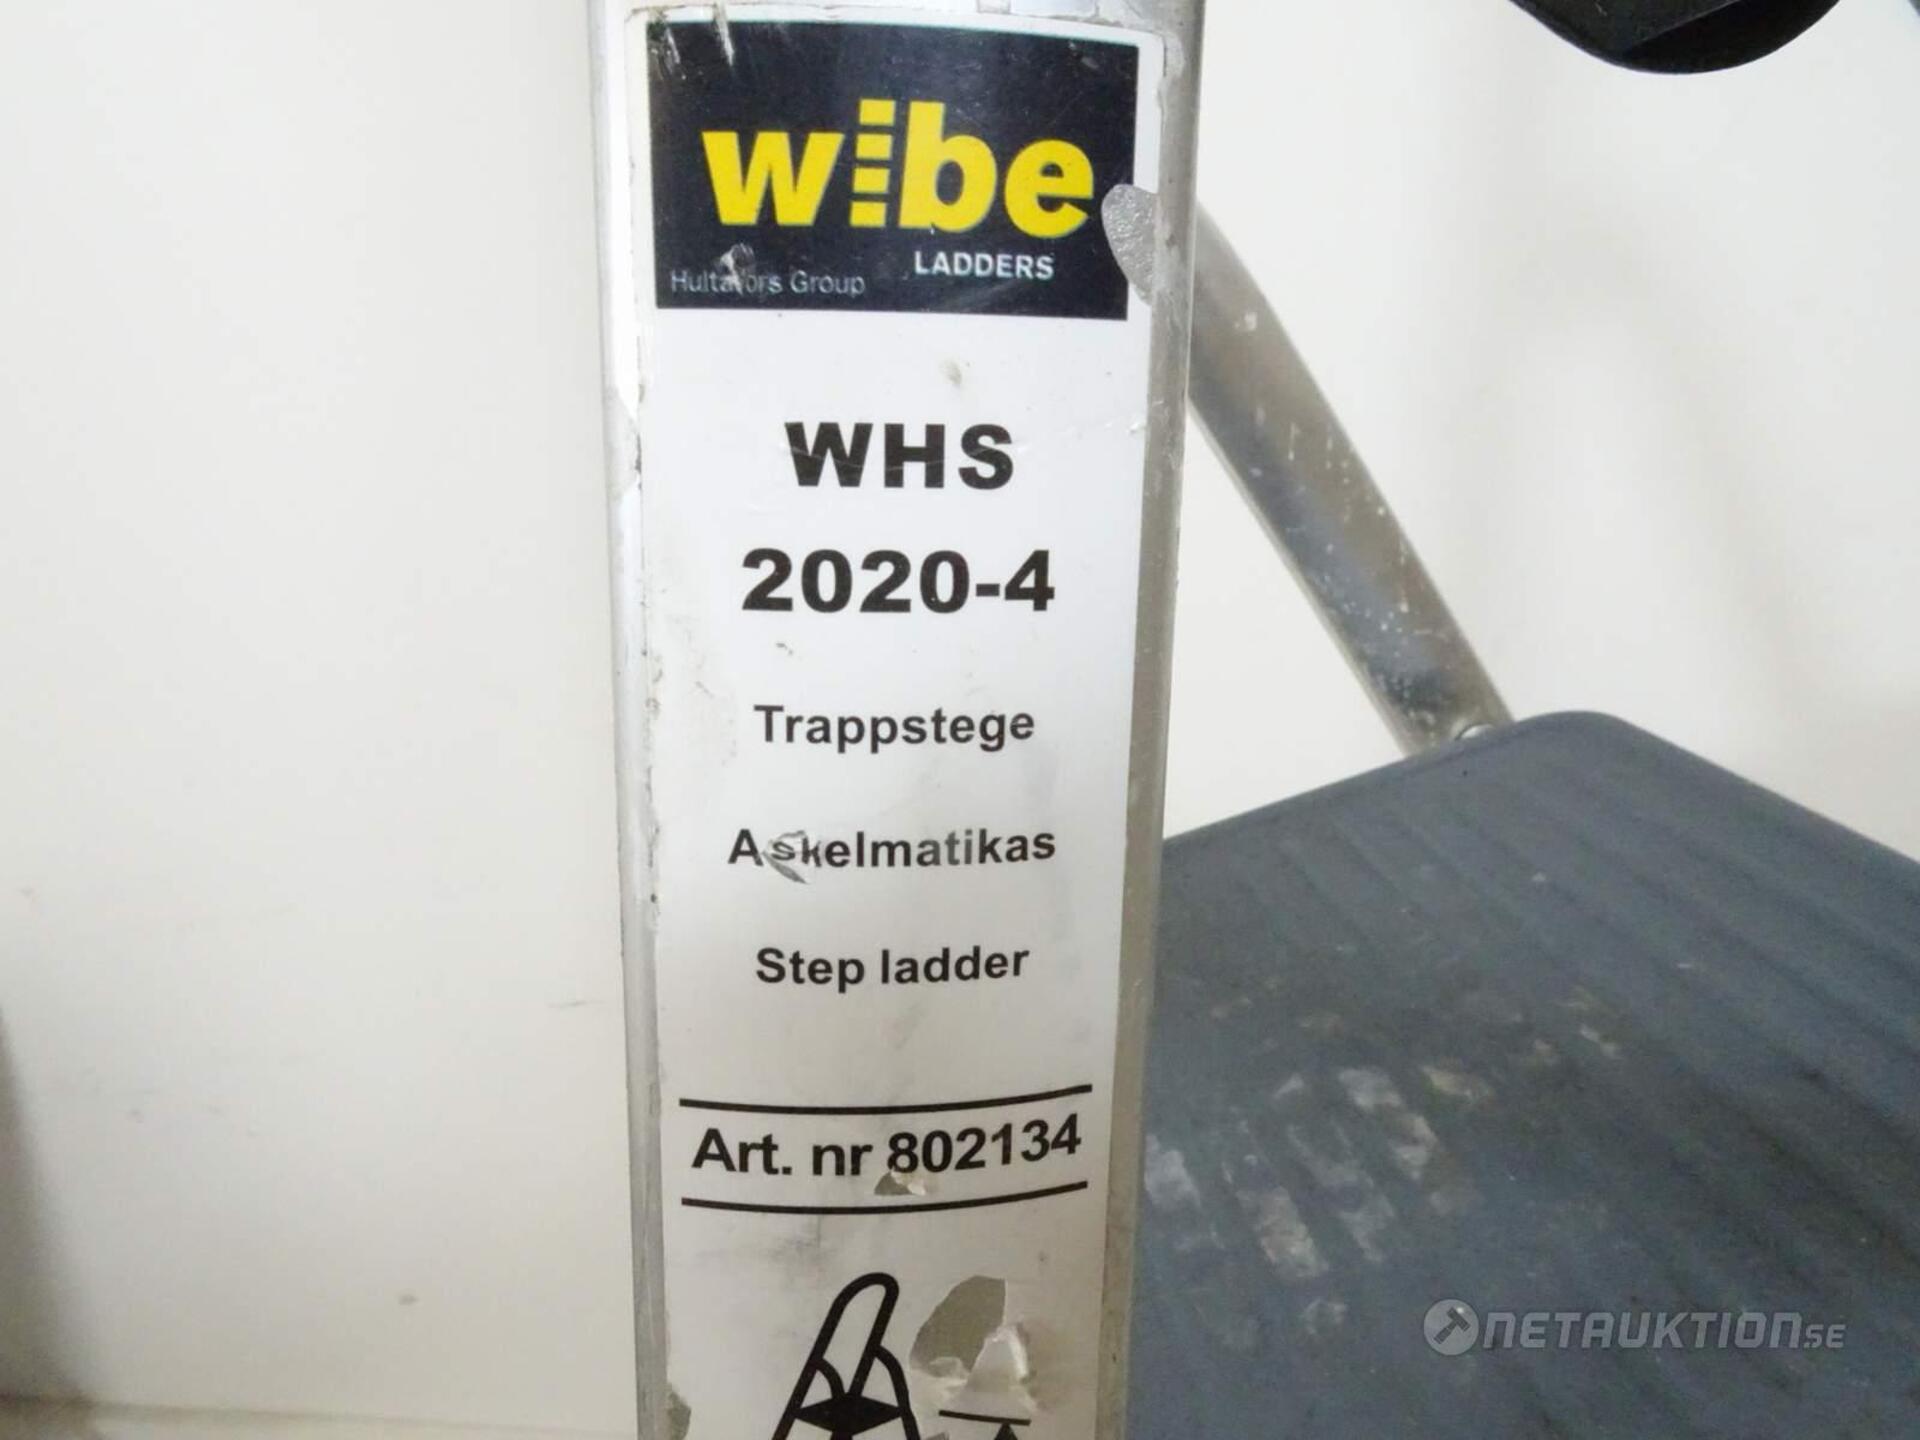 wibe
LADDERS
Hultafors Group
WHS
2020-4
Trappstege
Askelmatikas
Step ladder
Art. nr 802134
NETAUKTION.SE